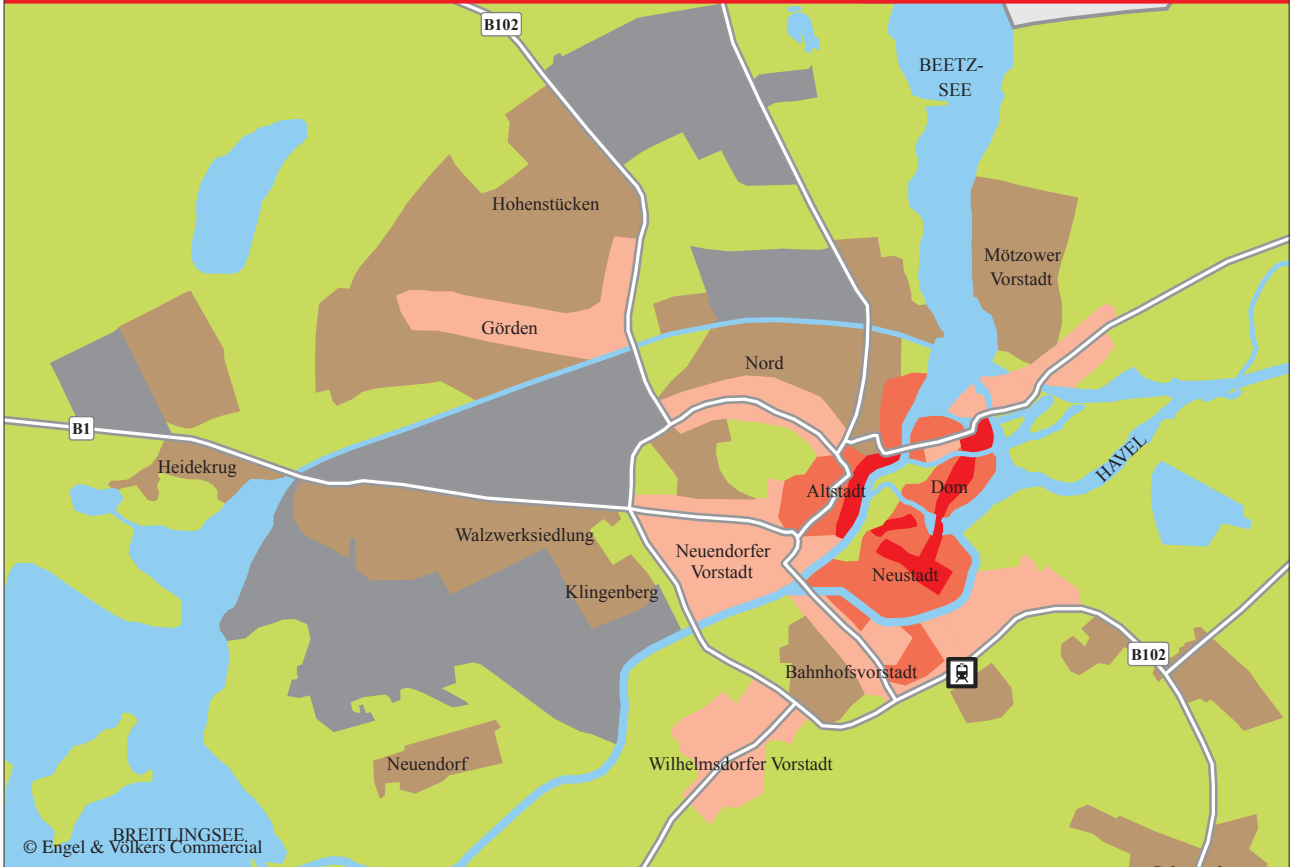 B102
BEETZ-
SEE
Hohenstücken
Mötzower
Vorstadt
Görden
Nord
B1
HAVEL
Heidekrug
Altstadt
Dom
Walzwerksiedlung
Neuendorfer
Vorstadt
Neustadt
Klingenberg
B102
Bahnhofsvorstadt
Neuendorf
Wilhelmsdorfer Vorstadt
BREITLINGSEE
© Engel & Völkers Commercial